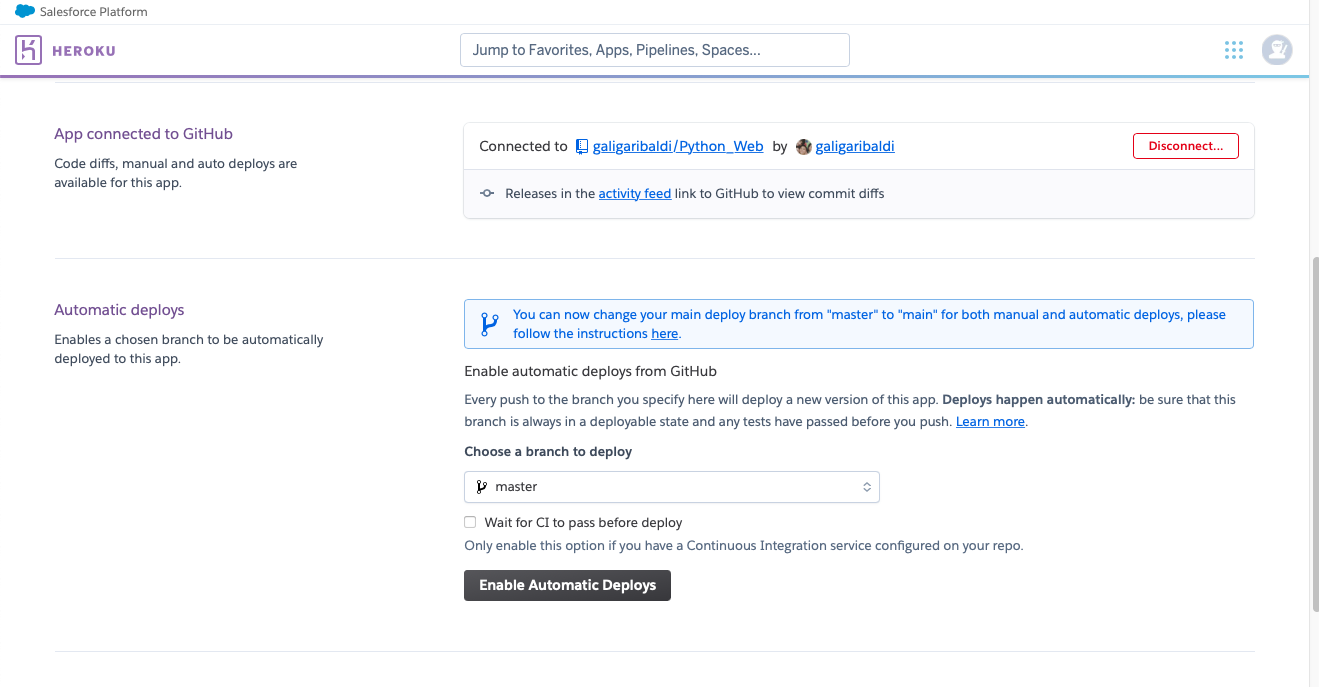 Salesforce Platform
HEROKU
Jump to Favorites, Apps, Pipelines, Spaces...
App connected to GitHub
Code diffs, manual and auto deploys are
available for this app.
Connected to galigaribaldi/Python_Web by galigaribaldi
Disconnect...
Releases in the activity feed link to GitHub to view commit diffs
Automatic deploys
Enables a chosen branch to be automatically
deployed to this app.
You can now change your main deploy branch from "master" to "main" for both manual and automatic deploys, please
follow the instructions here.
Enable automatic deploys from GitHub
Every push to the branch you specify here will deploy a new version of this app. Deploys happen automatically: be sure that this
branch is always in a deployable state and any tests have passed before you push. Learn more.
Choose a branch to deploy
master
Wait for CI to pass before deploy
Only enable this option if you have a Continuous Integration service configured on your repo.
Enable Automatic Deploys